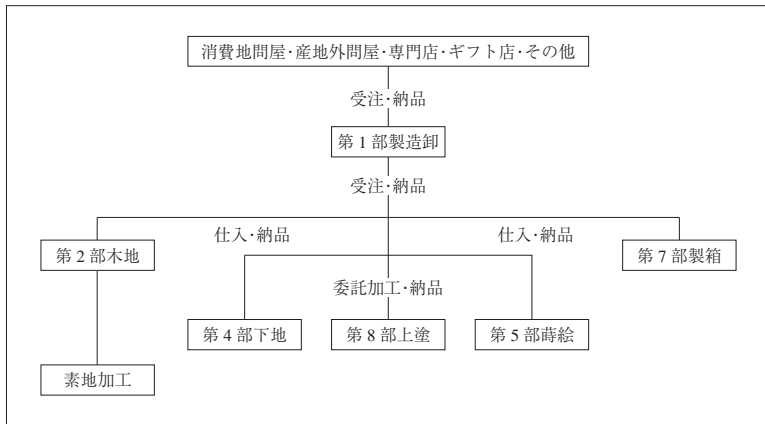 消費地問屋･産地外問屋･専門店･ギフト店･その他
受注･納品
第 1 部製造卸
受注･納品
仕入･納品
仕入･納品
第 2 部木地
第 7 部製箱
委託加工･納品
第 4 部下地
第 8 部上塗
第 5 部蒔絵
素地加工